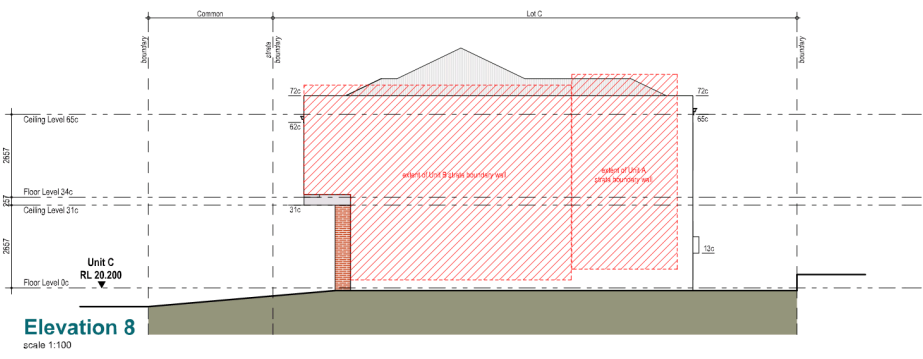 Common
Lot C
boundary
strata
boundary
boundary
72c
72c
Ceiling Level 65c
62c
65c
2657
extent of Unit B strata boundary wall
extent of Unit A
strata boundary wall
Floor Level 34c
257
Ceiling Level 31c
31c
2657
13c
Unit C
RL 20.200
Floor Level 0c
Elevation 8
scale 1:100